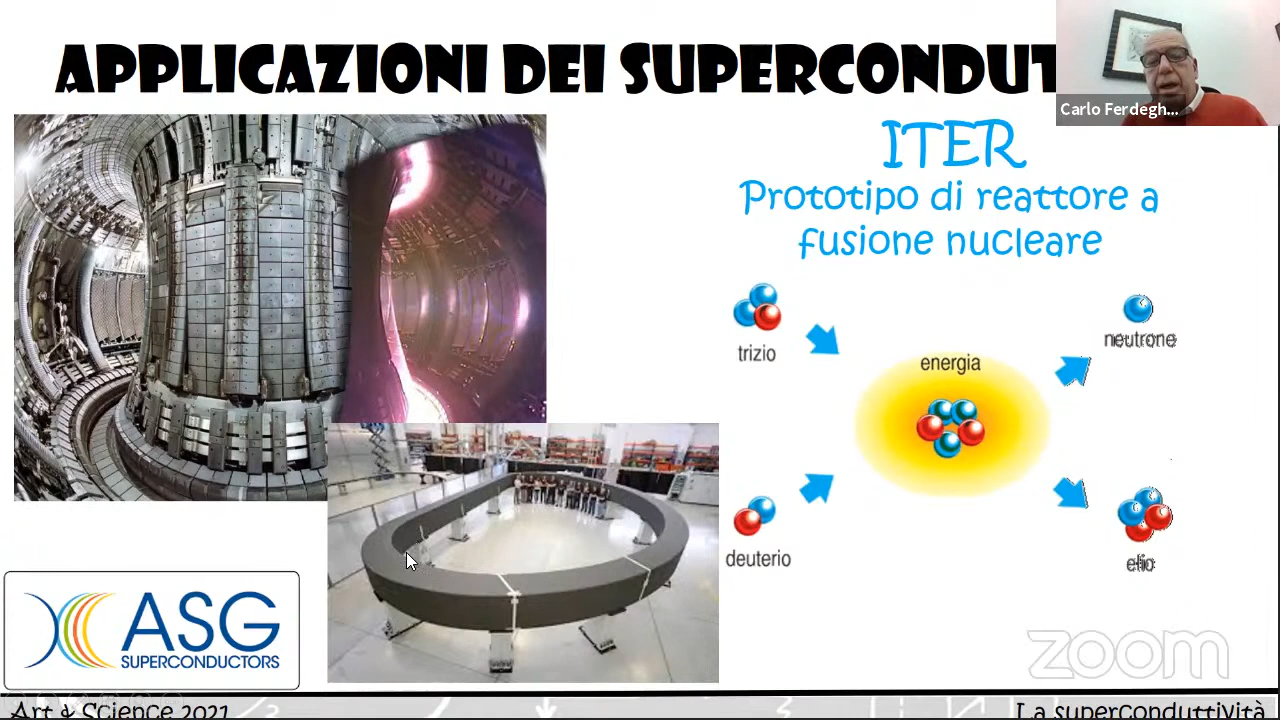 APPLICAZIONI DEI SUPERCONDUT
Carlo Ferdegh...
ITER
Prototipo di reattore a
fusione nucleare
trizio
neutrone
energia
deuterio
elio
ASG
SUPERCONDUCTORS
zoom
Art & Science 2021
La superconduttività